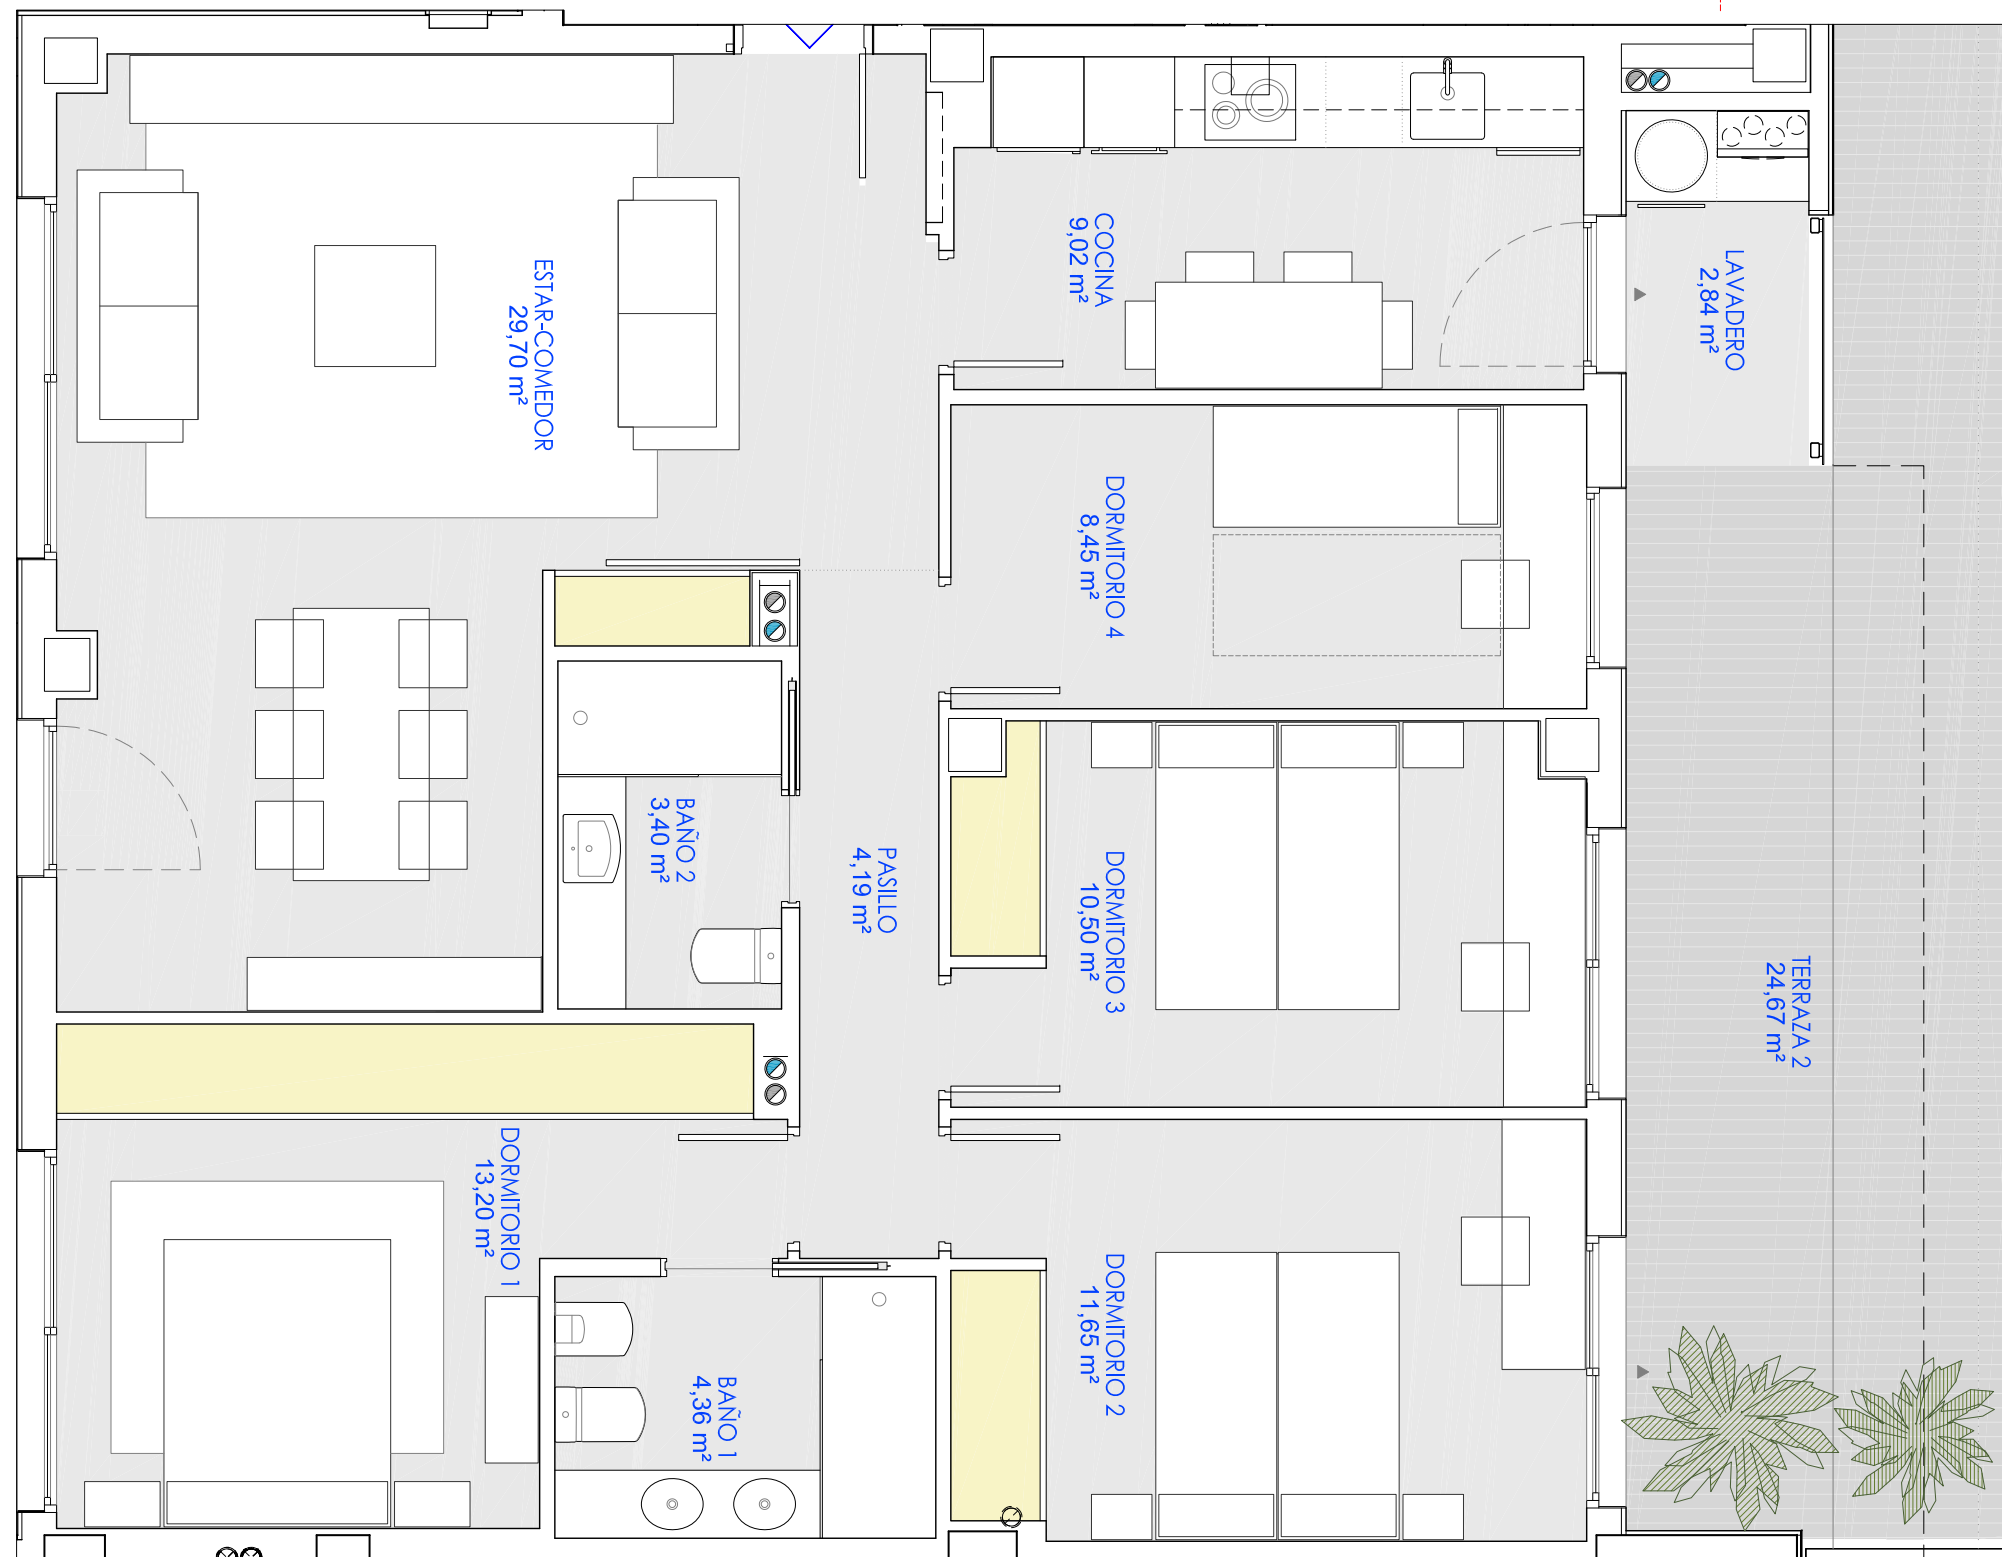 ESTAR-COMEDOR
29,70 m²
COCINA
9,02 m²
LAVADERO
2,84 m²
DORMITORIO 4
8,45 m²
BAÑO 2
3,40 m²
PASILLO
4,19 m²
DORMITORIO 3
10,50 m²
TERRAZA 2
24,67 m²
DORMITORIO 1
13,20 m²
BAÑO 1
4,36 m²
DORMITORIO 2
11,65 m²